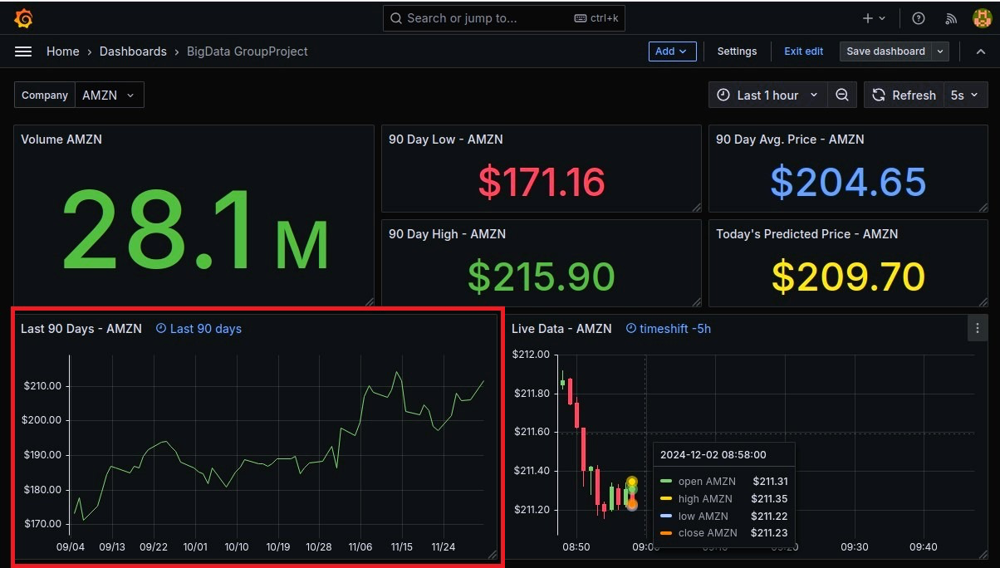 Search or jump to... ctrl+k
Home › Dashboards › BigData GroupProject Add Settings Exit edit Save dashboard
Company AMZN Last 1 hour Refresh 5s
Volume AMZN
28.1 M
90 Day Low - AMZN
$171.16
90 Day Avg. Price - AMZN
$204.65
90 Day High - AMZN
$215.90
Today's Predicted Price - AMZN
$209.70
Last 90 Days - AMZN Last 90 days
$210.00
$200.00
$190.00
$180.00
$170.00
09/04 09/13 09/22 10/01 10/10 10/19 10/28 11/06 11/15 11/24
Live Data - AMZN timeshift -5h
$212.00
$211.80
$211.60
$211.40
$211.20
2024-12-02 08:58:00
open AMZN $211.31
high AMZN $211.35
low AMZN $211.22
close AMZN $211.23
08:50 09:00 09:10 09:20 09:30 09:40